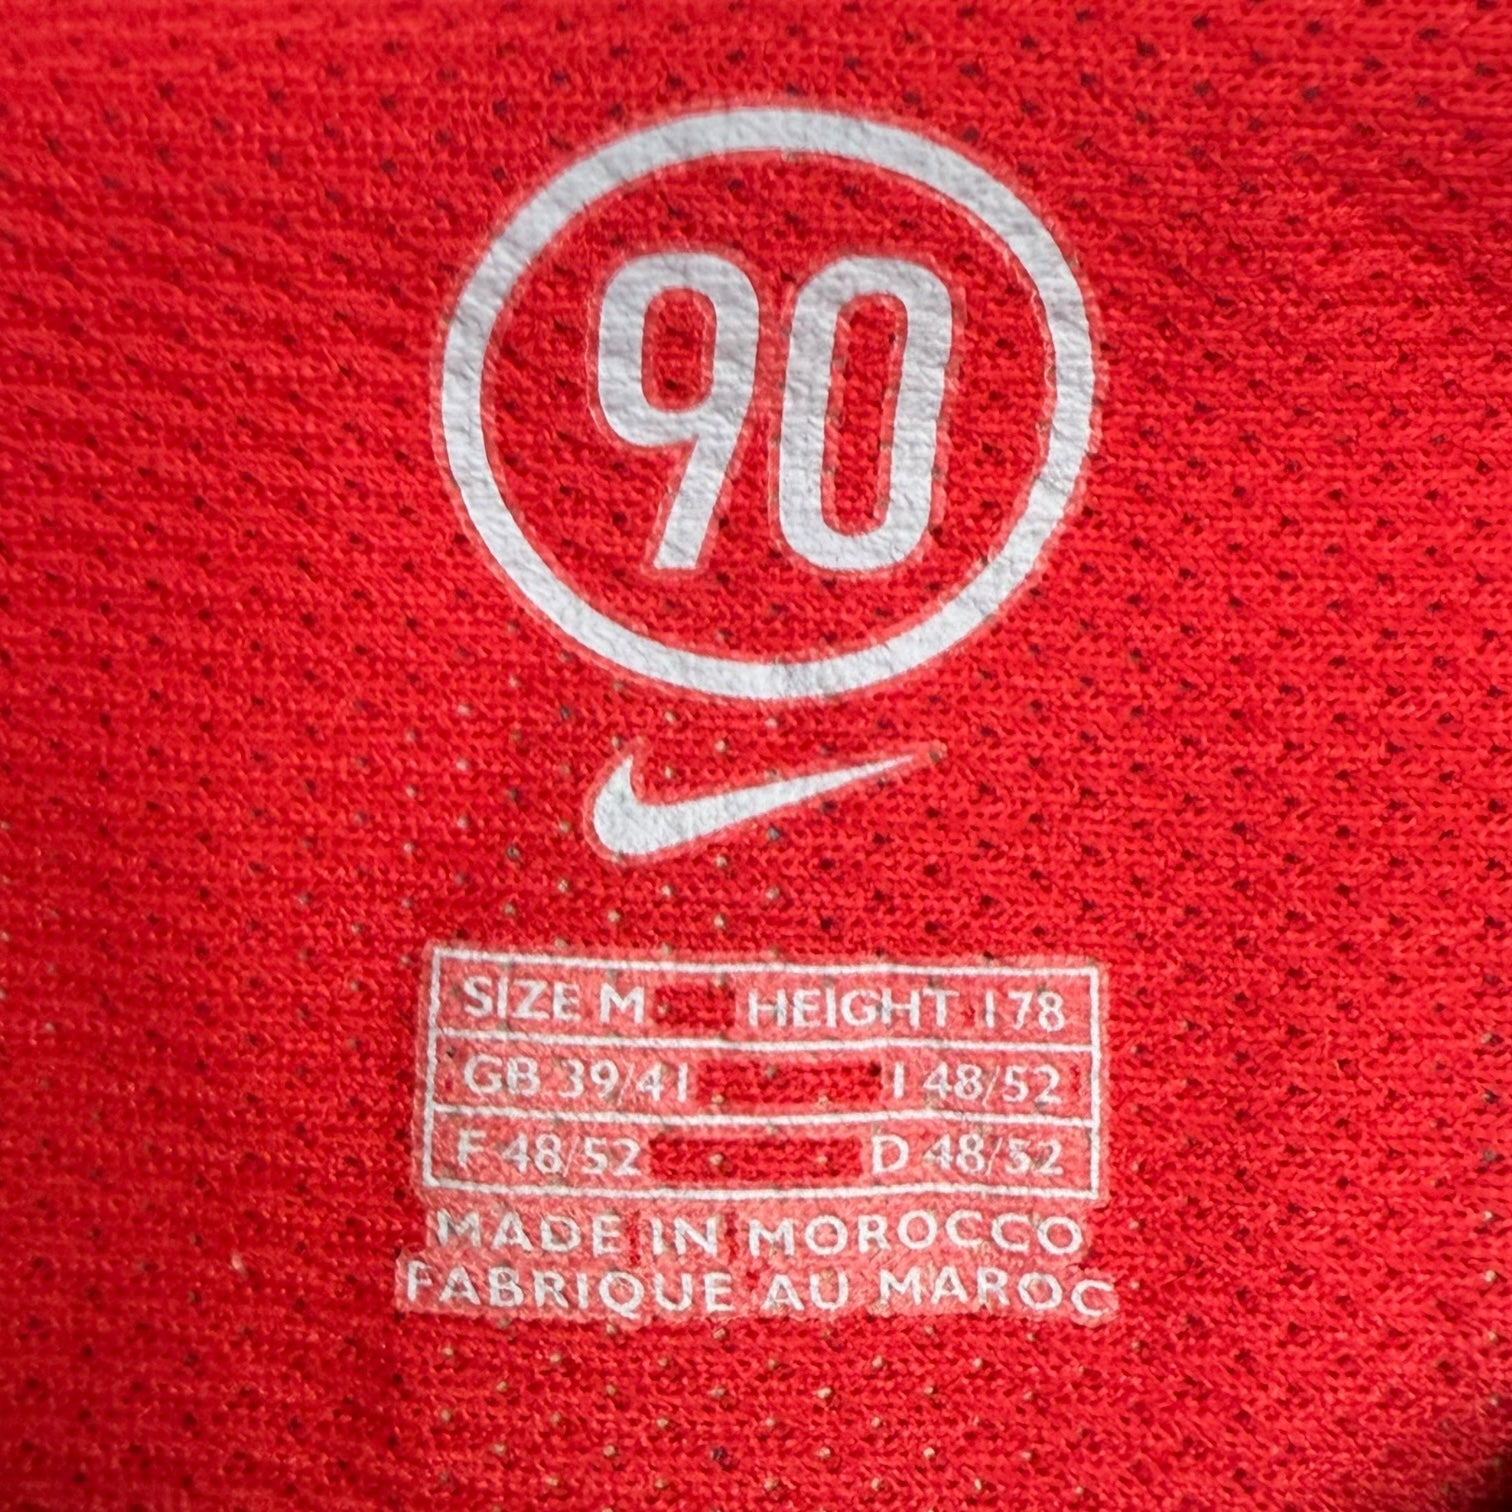 90
SIZE M HEIGHT 178
GB 39/41 I 48/52
F 48/52 D 48/52
MADE IN MOROCCO
FABRIQUE AU MAROC